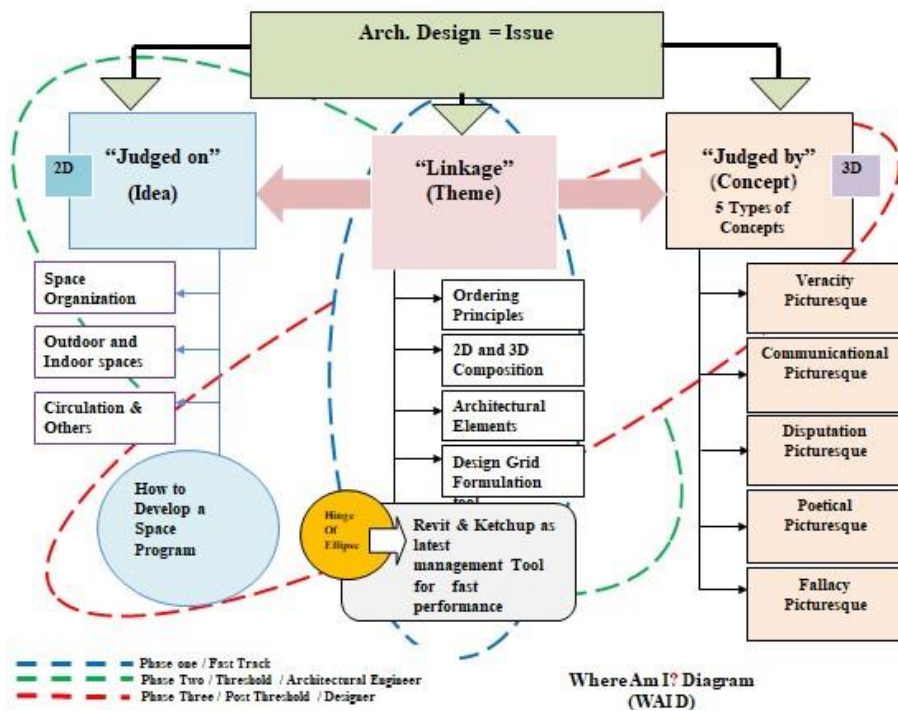 Arch. Design = Issue
2D
“Judged on”
(Idea)
“Linkage”
(Theme)
“Judged by”
(Concept)
5 Types of
Concepts
3D
Space
Organization
Outdoor and
Indoor spaces
Circulation &
Others
How to
Develop a
Space
Program
Ordering
Principles
2D and 3D
Composition
Architectural
Elements
Design Grid
Formulation
tool
Hinge
Of
Ellipse
Revit & Ketchup as
latest
management Tool
for fast
performance
Veracity
Picturesque
Communicational
Picturesque
Disputation
Picturesque
Poetical
Picturesque
Fallacy
Picturesque
Phase one / Fast Track
Phase Two / Threshold / Architectural Engineer
Phase Three / Post Threshold / Designer
Where Am I? Diagram
(WAID)